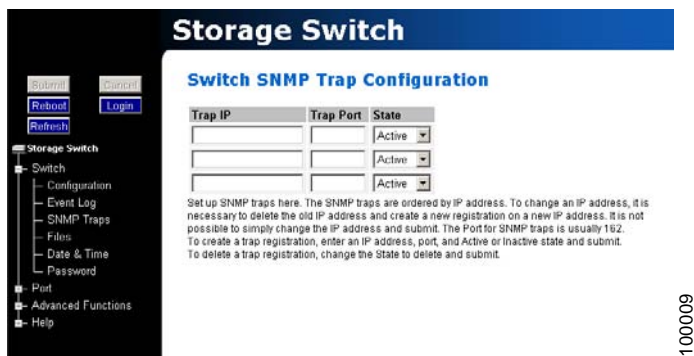 Storage Switch
Submit Cancel
Reboot Login
Refresh
Storage Switch
Switch
Configuration
Event Log
SNMP Traps
Files
Date & Time
Password
Port
Advanced Functions
Help
Switch SNMP Trap Configuration
Trap IP Trap Port State
Active
Active
Active
Set up SNMP traps here. The SNMP traps are ordered by IP address. To change an IP address, it is
necessary to delete the old IP address and create a new registration on a new IP address. It is not
possible to simply change the IP address and submit. The Port for SNMP traps is usually 162.
To create a trap registration, enter an IP address, port, and Active or Inactive state and submit.
To delete a trap registration, change the State to delete and submit.
100009